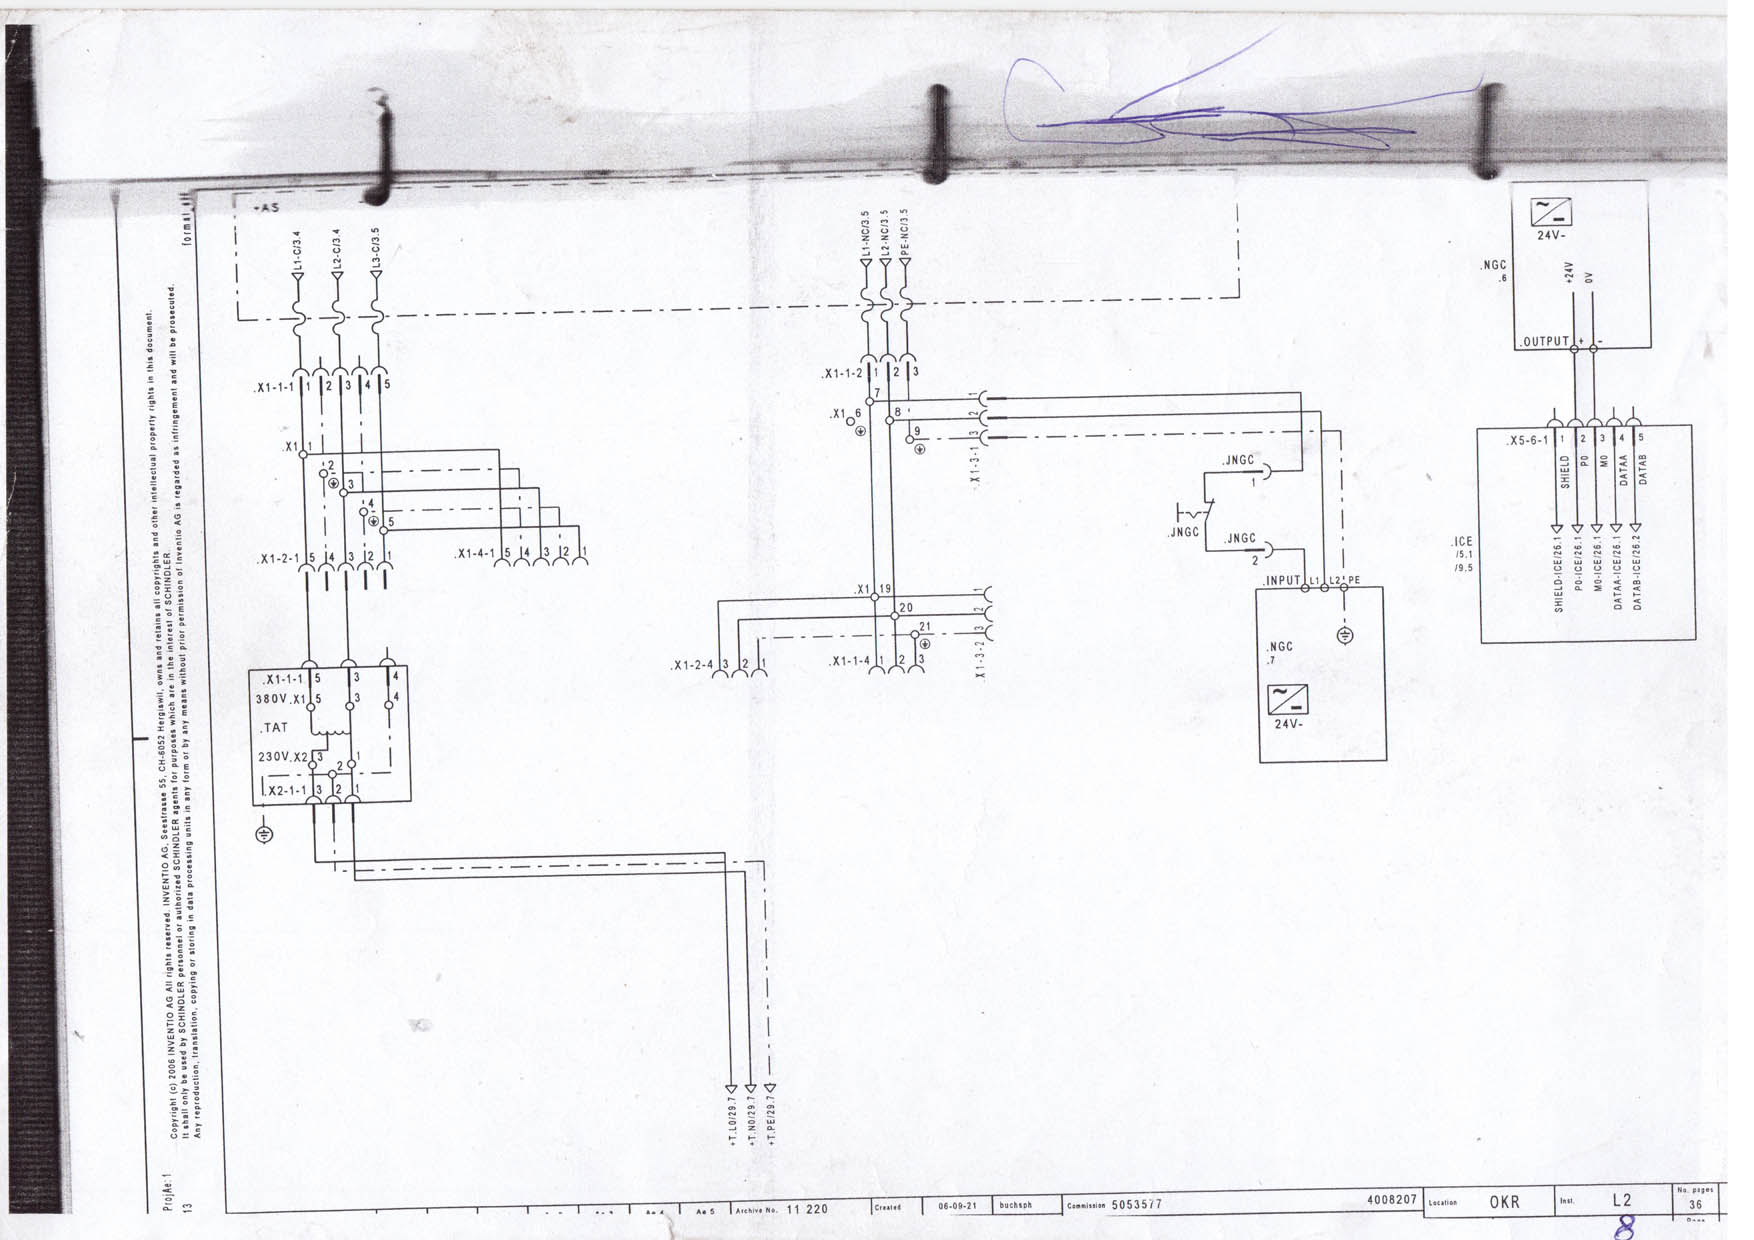 +AS
L1-C/3.4
L2-C/3.4
L3-C/3.5
L1-NC/3.5
L2-NC/3.5
PE-NC/3.5
24V-
.NGC
.6
+24V
0V
.OUTPUT + -
.X1-1-1 1 2 3 4 5
.X1-1-2 1 2 3
7
.X1 6 8
9
1
2
3
.X1-3-1
.X1 1
2
3
4
5
.X1-2-1 5 4 3 2 1
.X1-4-1 5 4 3 2 1
.JNGC
1
.JNGC
.JNGC
2
.X5-6-1 1 2 3 4 5
SHIELD
P0
M0
DATAA
DATAB
.ICE
/5.1
/9.5
SHIELD-ICE/26.1
P0-ICE/26.1
M0-ICE/26.1
DATAA-ICE/26.1
DATAB-ICE/26.2
.INPUT L1 L2' PE
.NGC
.7
24V-
.X1 19
20
21
1
2
3
.X1-3-2
.X1-2-4 3 2 1
.X1-1-4 1 2 3
.X1-1-1 5 3 4
380V .X1 5 3 4
.TAT
230V .X2 3 1
2
.X2-1-1 3 2 1
+T.L0/29.7
+T.N0/29.7
+T.PE/29.7
Copyright (c) 2006 INVENTIO AG All rights reserved. INVENTIO AG, Seestrasse 55, CH-6052 Hergiswil, owns and retains all copyrights and other intellectual property rights in this document.
It shall only be used by SCHINDLER personnel or authorized SCHINDLER agents for purposes which are in the interest of SCHINDLER.
Any reproduction, translation, copying or storing in data processing units in any form or by any means without prior permission of Inventio AG is regarded as infringement and will be prosecuted.
format
ProjAe: 1
13
Ae 5
Archive No. 11 220
Created
06-09-21
buchsph
Commission 5053577
4008207
Location OKR
Inst. L2
No. pages
36
8